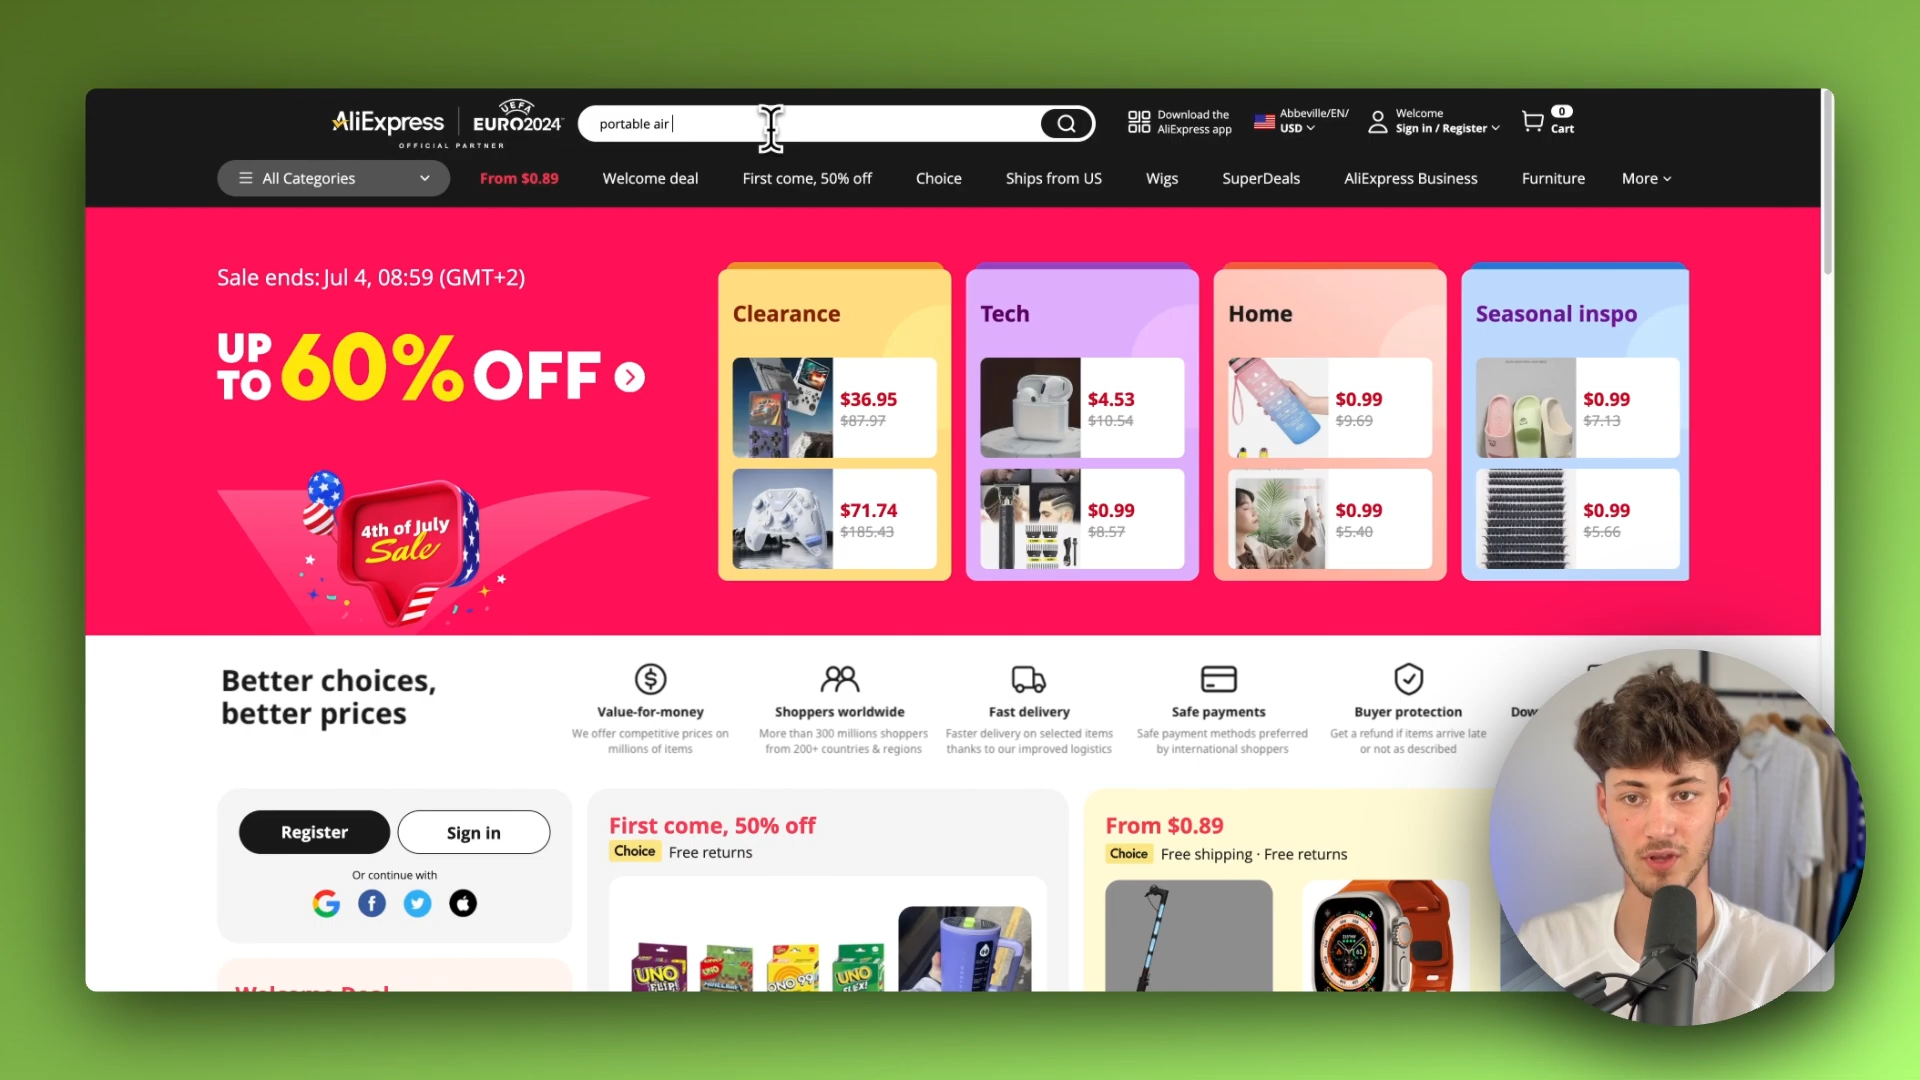 AliExpress
UEFA
EURO2024
OFFICIAL PARTNER
portable air
Download the
AliExpress app
Abbeville/EN/
USD
Welcome
Sign in / Register
0
Cart
All Categories
From $0.89
Welcome deal
First come, 50% off
Choice
Ships from US
Wigs
SuperDeals
AliExpress Business
Furniture
More
Sale ends: Jul 4, 08:59 (GMT+2)
UP TO 60% OFF
4th of July
Sale
Clearance
$36.95
$87.97
$71.74
$185.43
Tech
$4.53
$10.54
$0.99
$8.57
Home
$0.99
$9.69
$0.99
$5.40
Seasonal inspo
$0.99
$7.13
$0.99
$5.66
Better choices,
better prices
Value-for-money
We offer competitive prices on
millions of items
Shoppers worldwide
More than 300 millions shoppers
from 200+ countries & regions
Fast delivery
Faster delivery on selected items
thanks to our improved logistics
Safe payments
Safe payment methods preferred
by international shoppers
Buyer protection
Get a refund if items arrive late
or not as described
Register
Sign in
Or continue with
First come, 50% off
Choice Free returns
UNO
FLIP!
UNO
UNO
FLEX!
From $0.89
Choice Free shipping · Free returns
Welcome Deal